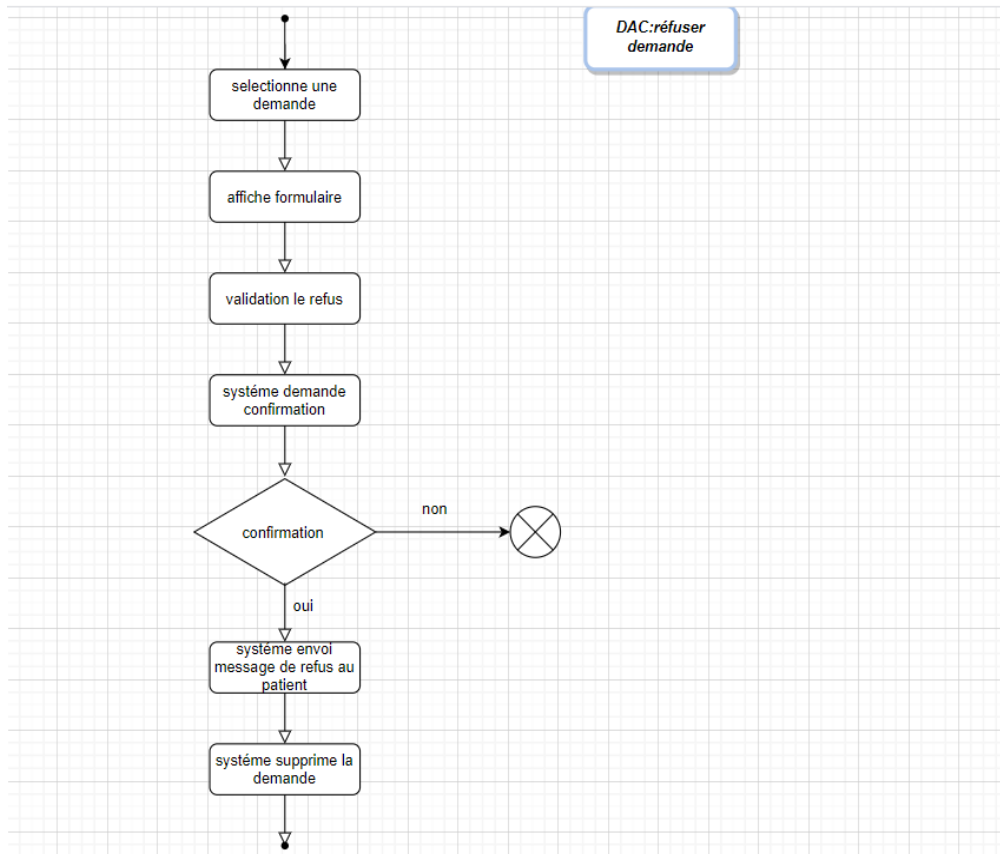 DAC:réfuser
demande
selectionne une
demande
affiche formulaire
validation le refus
systéme demande
confirmation
confirmation
non
oui
systéme envoi
message de refus au
patient
systéme supprime la
demande